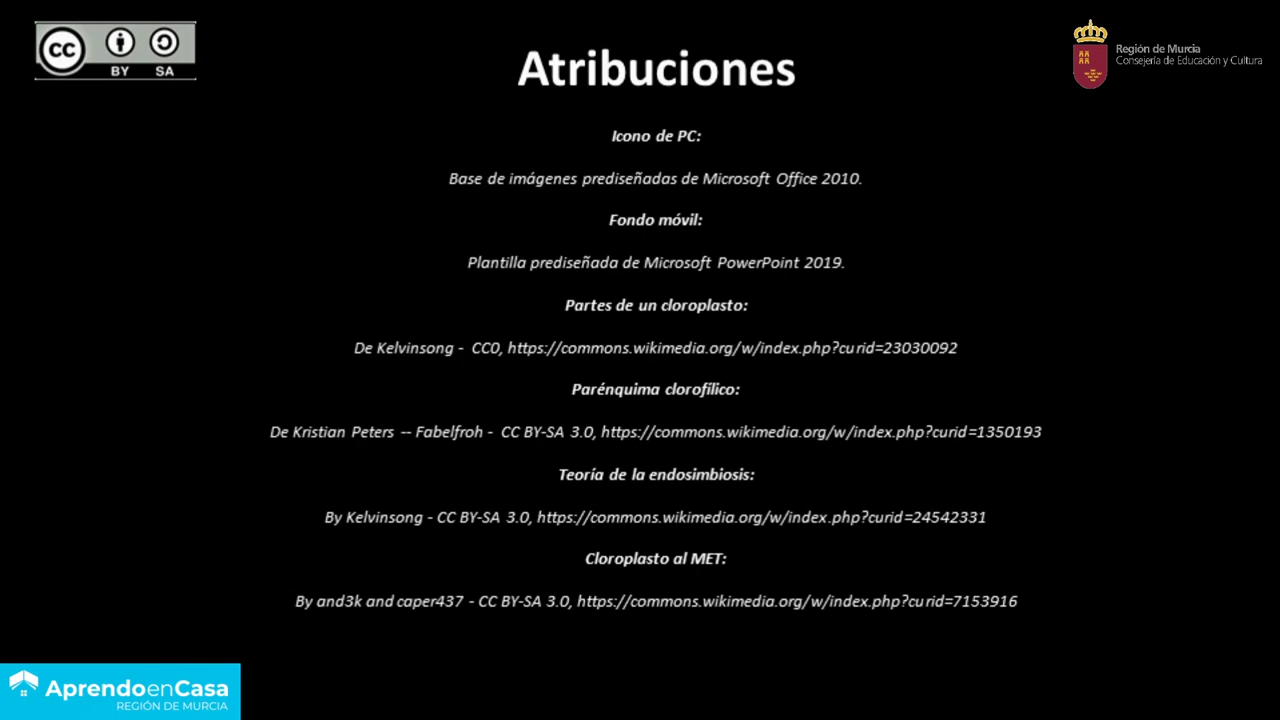 CC BY SA
Atribuciones
Región de Murcia
Consejería de Educación y Cultura
Icono de PC:
Base de imágenes prediseñadas de Microsoft Office 2010.
Fondo móvil:
Plantilla prediseñada de Microsoft PowerPoint 2019.
Partes de un cloroplasto:
De Kelvinsong - CC0, https://commons.wikimedia.org/w/index.php?curid=23030092
Parénquima clorofílico:
De Kristian Peters -- Fabelfroh - CC BY-SA 3.0, https://commons.wikimedia.org/w/index.php?curid=1350193
Teoría de la endosimbiosis:
By Kelvinsong - CC BY-SA 3.0, https://commons.wikimedia.org/w/index.php?curid=24542331
Cloroplasto al MET:
By and3k and caper437 - CC BY-SA 3.0, https://commons.wikimedia.org/w/index.php?curid=7153916
AprendoenCasa
REGIÓN DE MURCIA